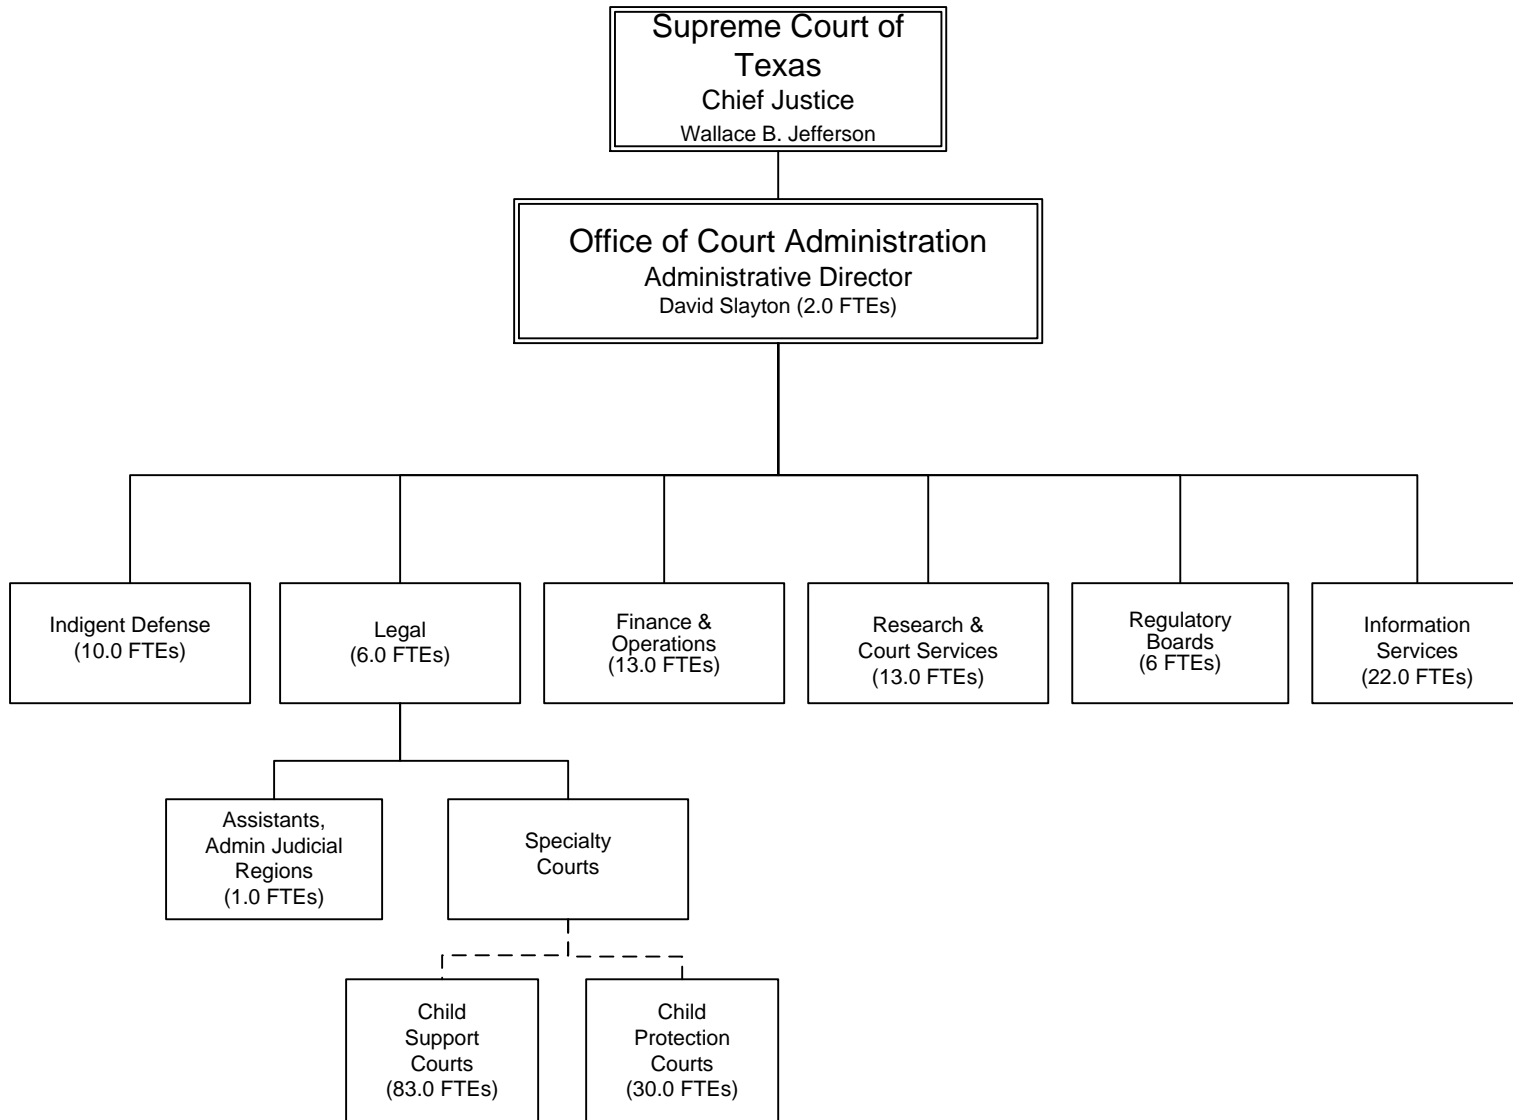 Supreme Court of
Texas
Chief Justice
Wallace B. Jefferson
Office of Court Administration
Administrative Director
David Slayton (2.0 FTEs)
Indigent Defense
(10.0 FTEs)
Legal
(6.0 FTEs)
Finance &
Operations
(13.0 FTEs)
Research &
Court Services
(13.0 FTEs)
Regulatory
Boards
(6 FTEs)
Information
Services
(22.0 FTEs)
Assistants,
Admin Judicial
Regions
(1.0 FTEs)
Specialty
Courts
Child
Support
Courts
(83.0 FTEs)
Child
Protection
Courts
(30.0 FTEs)